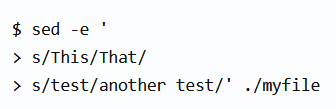 $ sed -e '
> s/This/That/
> s/test/another test/' ./myfile